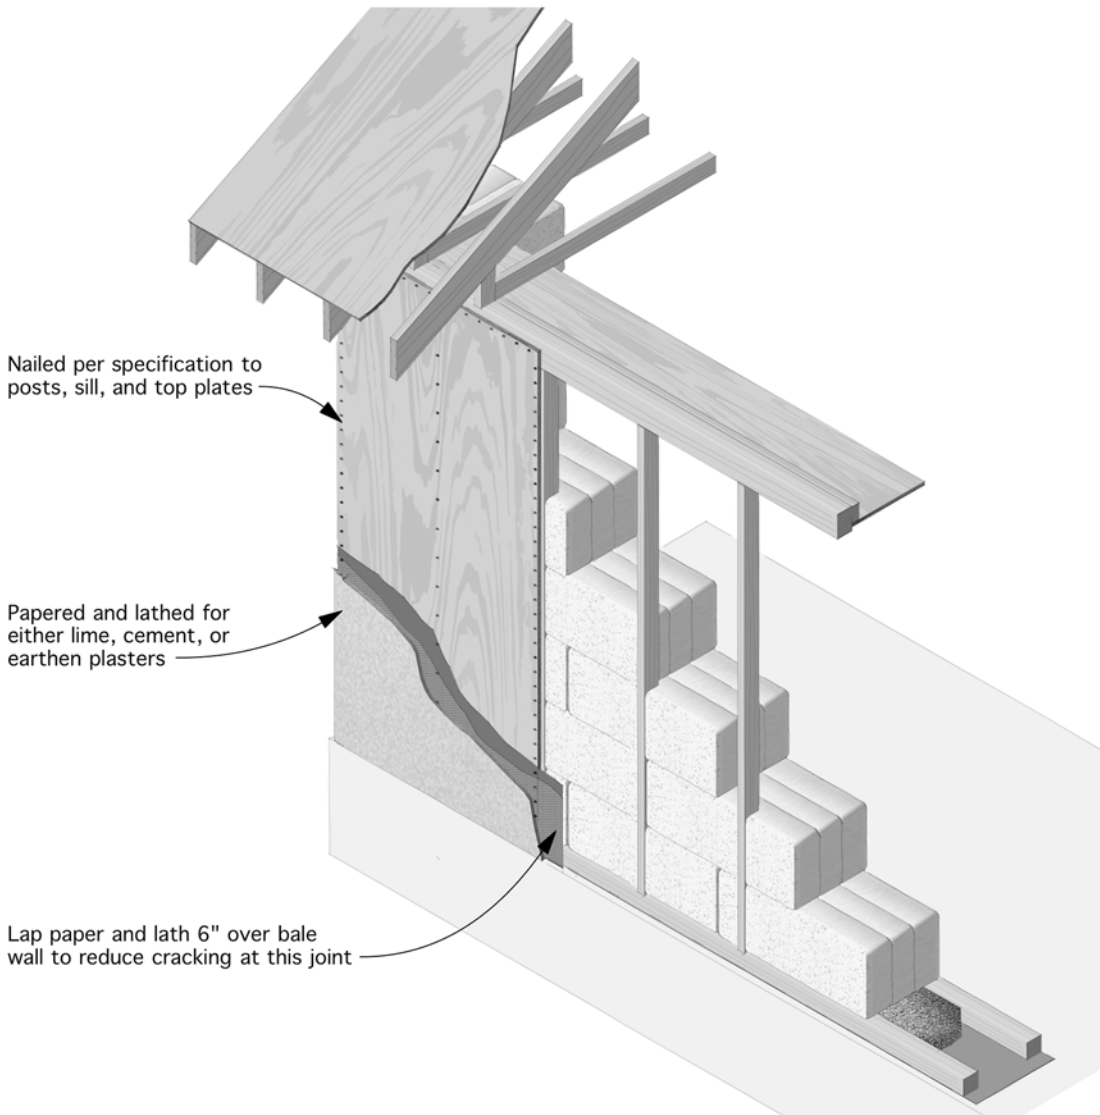 Nailed per specification to
posts, sill, and top plates
Papered and lathed for
either lime, cement, or
earthen plasters
Lap paper and lath 6" over bale
wall to reduce cracking at this joint